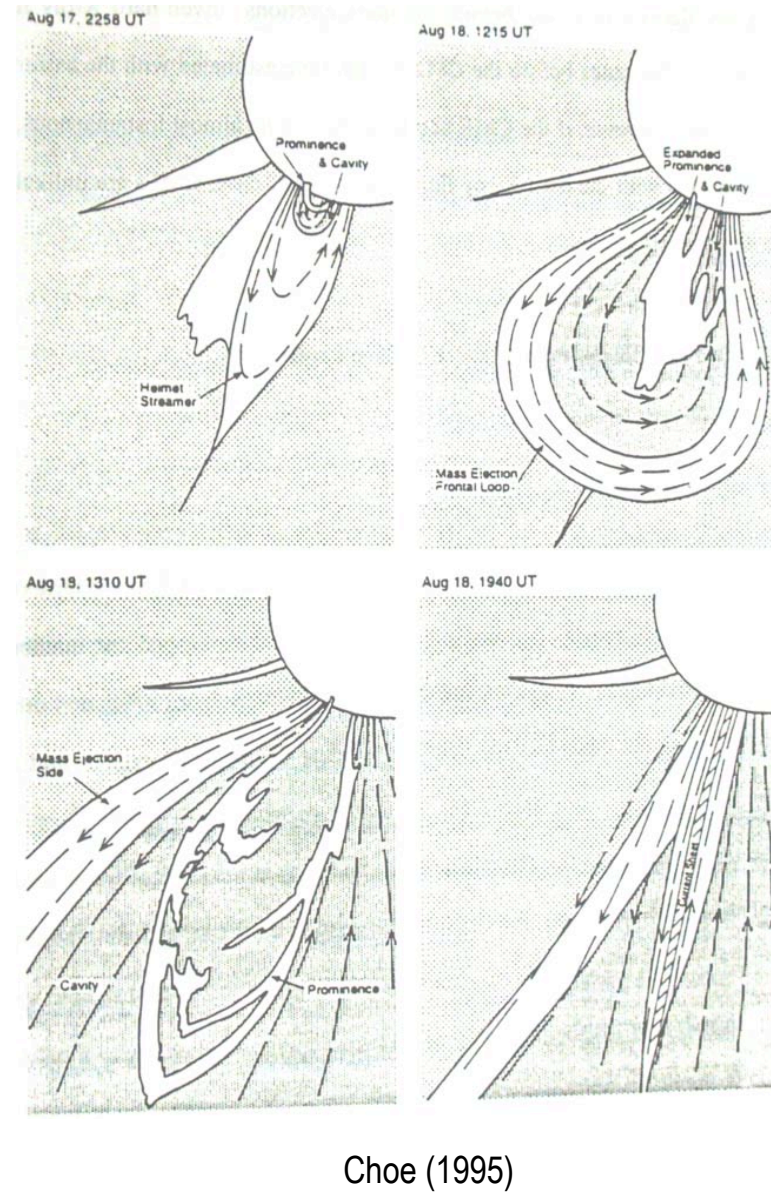 Aug 17, 2258 UT
Prominence
& Cavity
Helmet
Streamer
Aug 18, 1215 UT
Expanded
Prominence
& Cavity
Mass Ejection
Frontal Loop
Aug 18, 1310 UT
Mass Ejection
Side
Cavity
Prominence
Aug 18, 1940 UT
Current Sheet
Choe (1995)